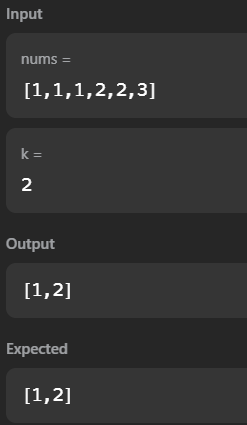 Input
nums =
[1,1,1,2,2,3]
k =
2
Output
[1,2]
Expected
[1,2]